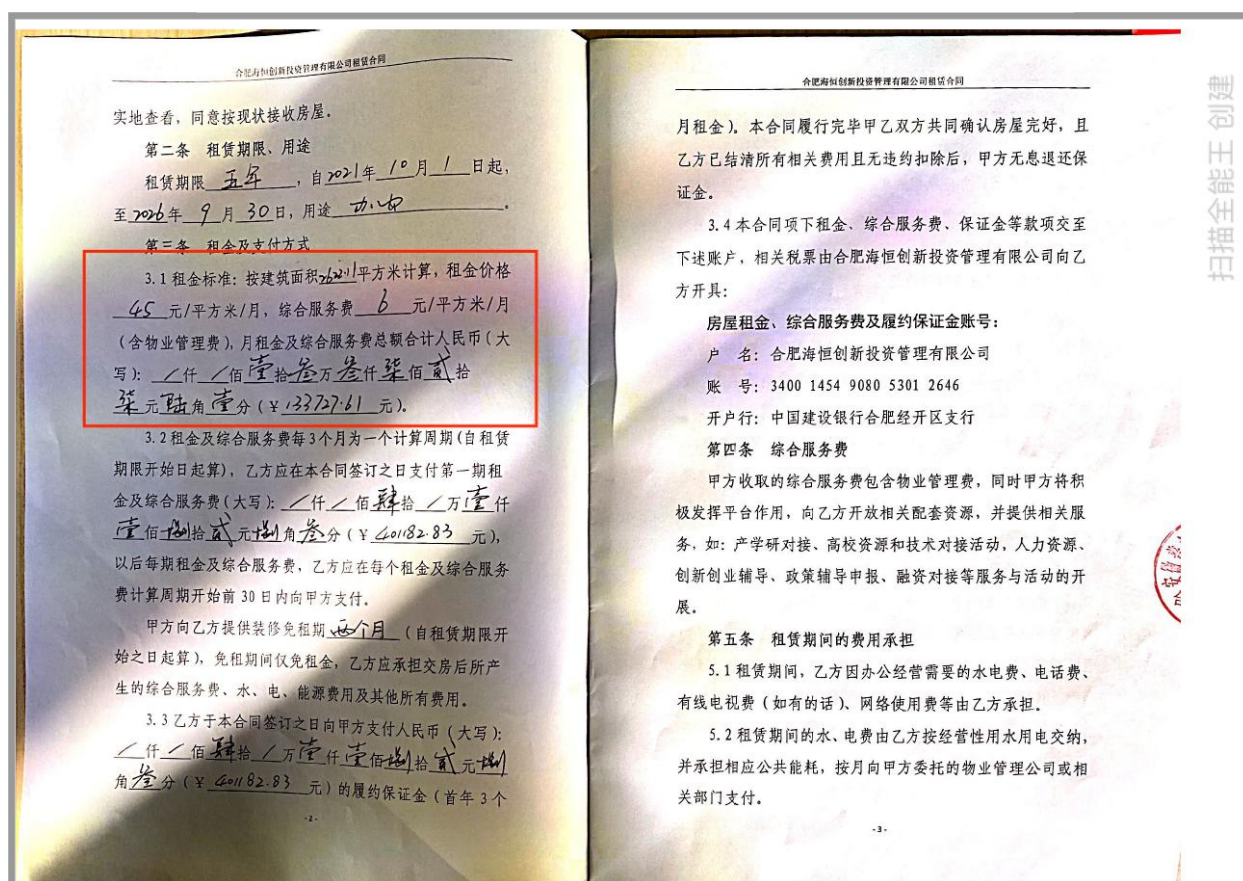 合肥海恒创新投资管理有限公司租赁合同
实地查看，同意按现状接收房屋。
第二条 租赁期限、用途
租赁期限 五年 ，自2021年 10 月 1 日起，
至 2026 年 9 月 30 日，用途 办公 。
第三条 租金及支付方式
3.1租金标准：按建筑面积2622.11平方米计算，租金价格
45 元/平方米/月，综合服务费 6 元/平方米/月
（含物业管理费），月租金及综合服务费总额合计人民币（大
写）： / 仟 / 佰 壹 拾 叁 万 叁 仟 柒 佰 贰 拾
柒 元 陆 角 壹 分（¥ 133727.61 元）。
3.2租金及综合服务费每3个月为一个计算周期（自租赁
期限开始日起算），乙方应在本合同签订之日支付第一期租
金及综合服务费（大写）： / 仟 / 佰 肆 拾 / 万 壹 仟
壹 佰 捌 拾 贰 元 捌 角 叁 分（¥ 401182.83 元），
以后每期租金及综合服务费，乙方应在每个租金及综合服务
费计算周期开始前 30 日内向甲方支付。
甲方向乙方提供装修免租期 两个月 （自租赁期限开
始之日起算），免租期间仅免租金，乙方应承担交房后所产
生的综合服务费、水、电、能源费用及其他所有费用。
3.3乙方于本合同签订之日向甲方支付人民币（大写）：
/ 仟 / 佰 肆 拾 / 万 壹 仟 壹 佰 捌 拾 贰 元 捌
角 叁 分（¥ 401182.83 元）的履约保证金（首年3个
-2-
合肥海恒创新投资管理有限公司租赁合同
月租金）。本合同履行完毕甲乙双方共同确认房屋完好，且
乙方已结清所有相关费用且无违约扣除后，甲方无息退还保
证金。
3.4本合同项下租金、综合服务费、保证金等款项交至
下述账户，相关税票由合肥海恒创新投资管理有限公司向乙
方开具：
房屋租金、综合服务费及履约保证金账号：
户 名：合肥海恒创新投资管理有限公司
账 号：3400 1454 9080 5301 2646
开户行：中国建设银行合肥经开区支行
第四条 综合服务费
甲方收取的综合服务费包含物业管理费，同时甲方将积
极发挥平台作用，向乙方开放相关配套资源，并提供相关服
务，如：产学研对接、高校资源和技术对接活动，人力资源、
创新创业辅导、政策辅导申报、融资对接等服务与活动的开
展。
第五条 租赁期间的费用承担
5.1租赁期间，乙方因办公经营需要的水电费、电话费、
有线电视费（如有的话）、网络使用费等由乙方承担。
5.2租赁期间的水、电费由乙方按经营性用水用电交纳，
并承担相应公共能耗，按月向甲方委托的物业管理公司或相
关部门支付。
-3-
扫描全能王 创建